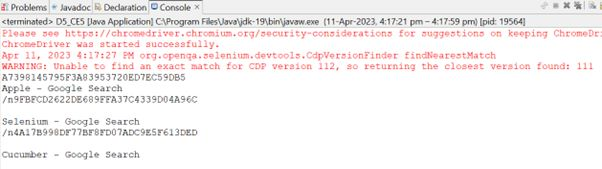 Problems @ Javadoc Declaration Console ×
<terminated> D5_CE5 [Java Application] C:\Program Files\Java\jdk-19\bin\javaw.exe (11-Apr-2023, 4:17:21 pm – 4:17:59 pm) [pid: 19564]
Please see https://chromedriver.chromium.org/security-considerations for suggestions on keeping ChromeDri
ChromeDriver was started successfully.
Apr 11, 2023 4:17:27 PM org.openqa.selenium.devtools.CdpVersionFinder findNearestMatch
WARNING: Unable to find an exact match for CDP version 112, so returning the closest version found: 111
A7398145795F3A83953720ED7EC59DB5
Apple - Google Search
/n9FBFCD2622DE689FFA37C4339D04A96C
Selenium - Google Search
/n4A17B998DF77BF8FD07ADC9E5F613DED
Cucumber - Google Search